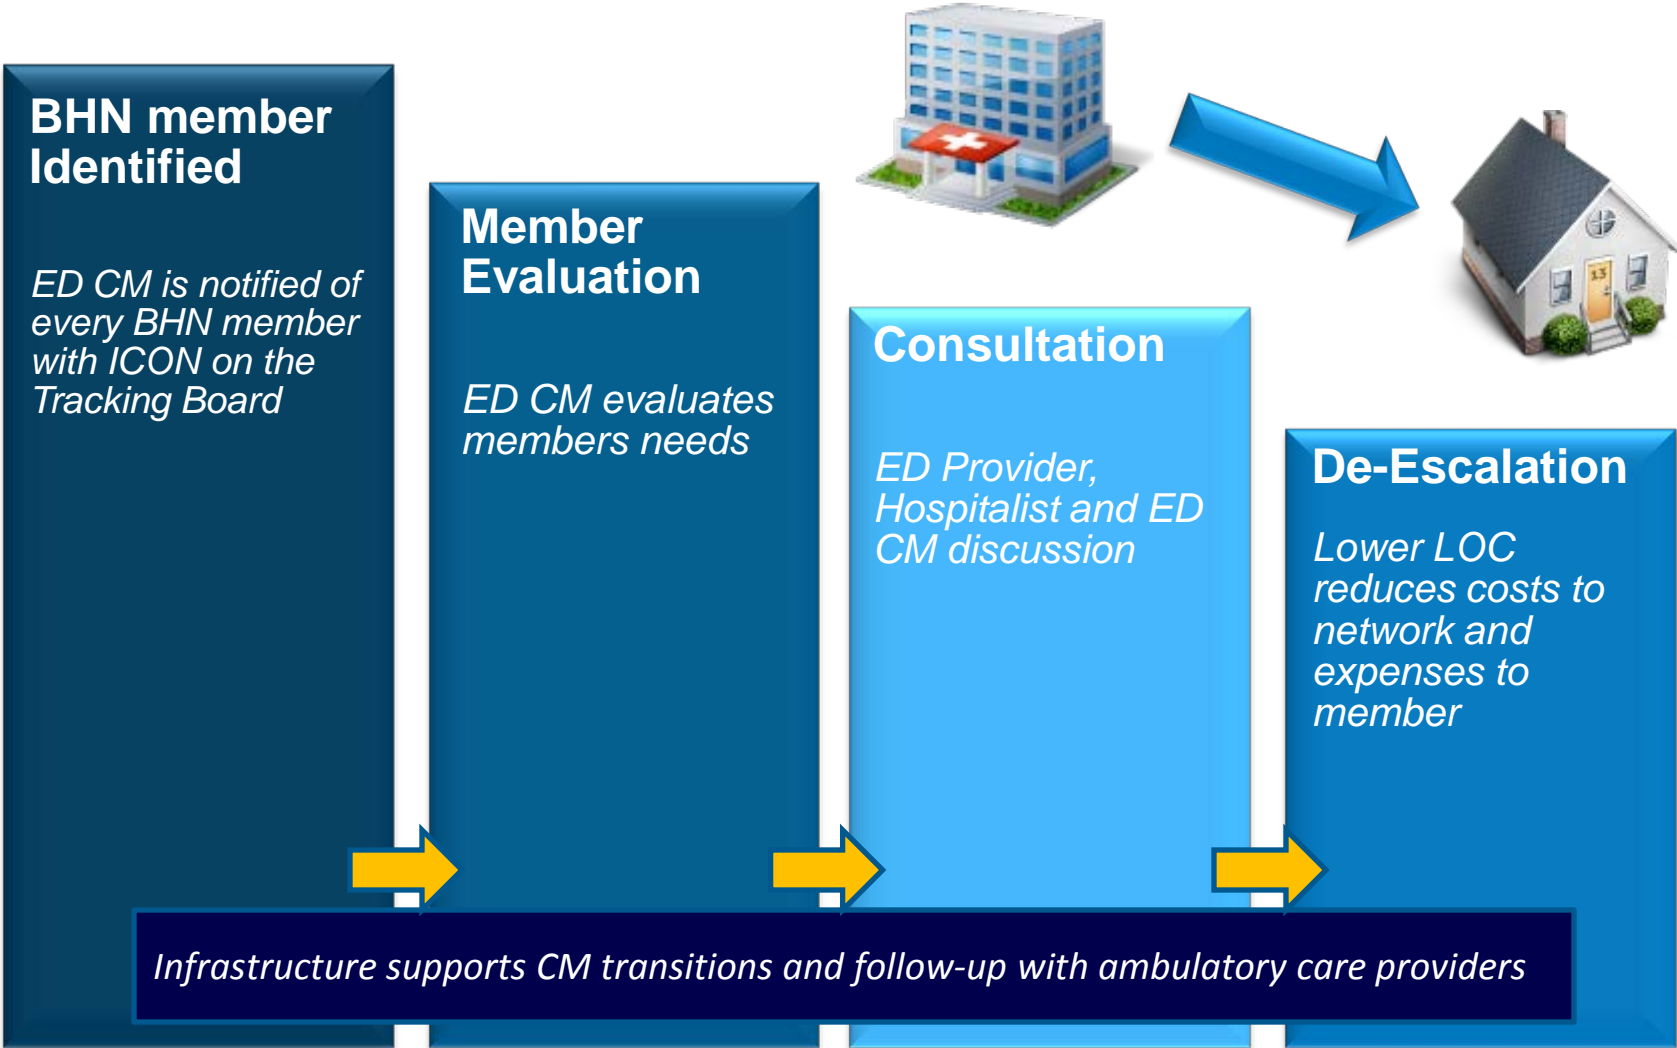 BHN member
Identified
ED CM is notified of
every BHN member
with ICON on the
Tracking Board
Member
Evaluation
ED CM evaluates
members needs
Consultation
ED Provider,
Hospitalist and ED
CM discussion
De-Escalation
Lower LOC
reduces costs to
network and
expenses to
member
13
Infrastructure supports CM transitions and follow-up with ambulatory care providers